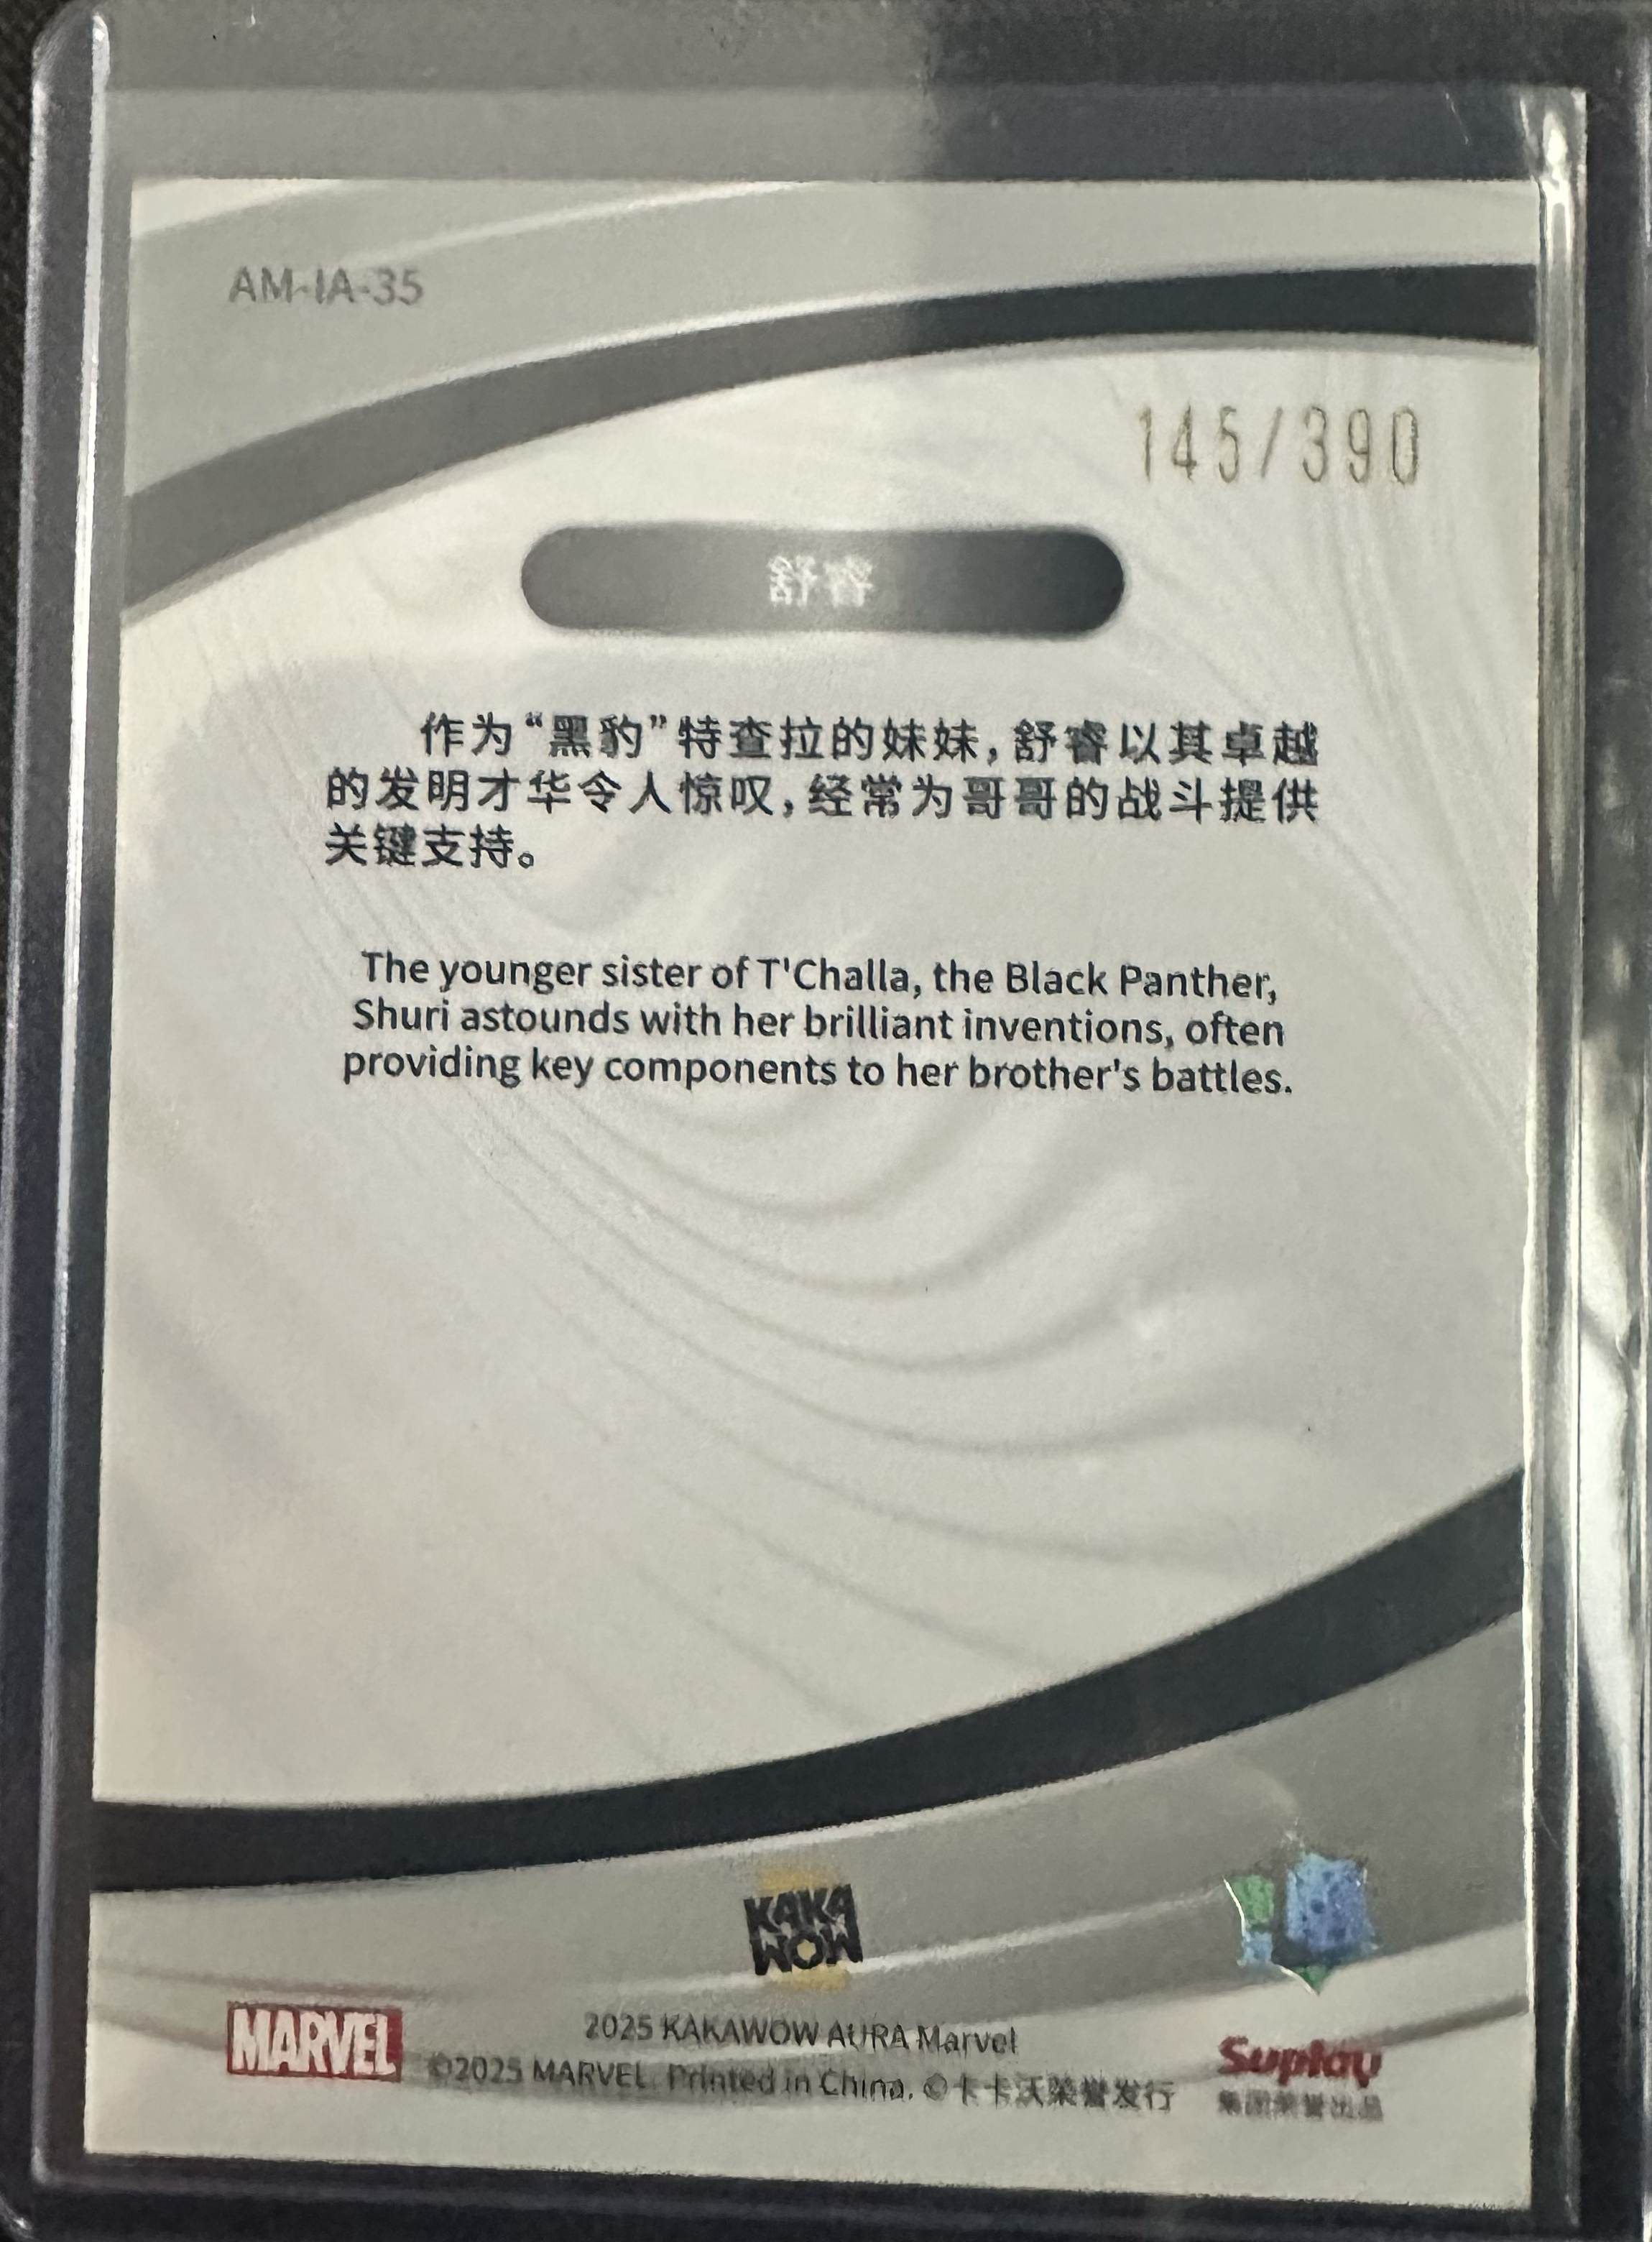 AM-IA-35
145/390
舒睿
作为“黑豹”特查拉的妹妹，舒睿以其卓越
的发明才华令人惊叹，经常为哥哥的战斗提供
关键支持。
The younger sister of T'Challa, the Black Panther,
Shuri astounds with her brilliant inventions, often
providing key components to her brother's battles.
KAKA
WOW
MARVEL
2025 KAKAWOW AURA Marvel
©2025 MARVEL. Printed in China. ©卡卡沃荣誉发行
Suplay
集团荣誉出品